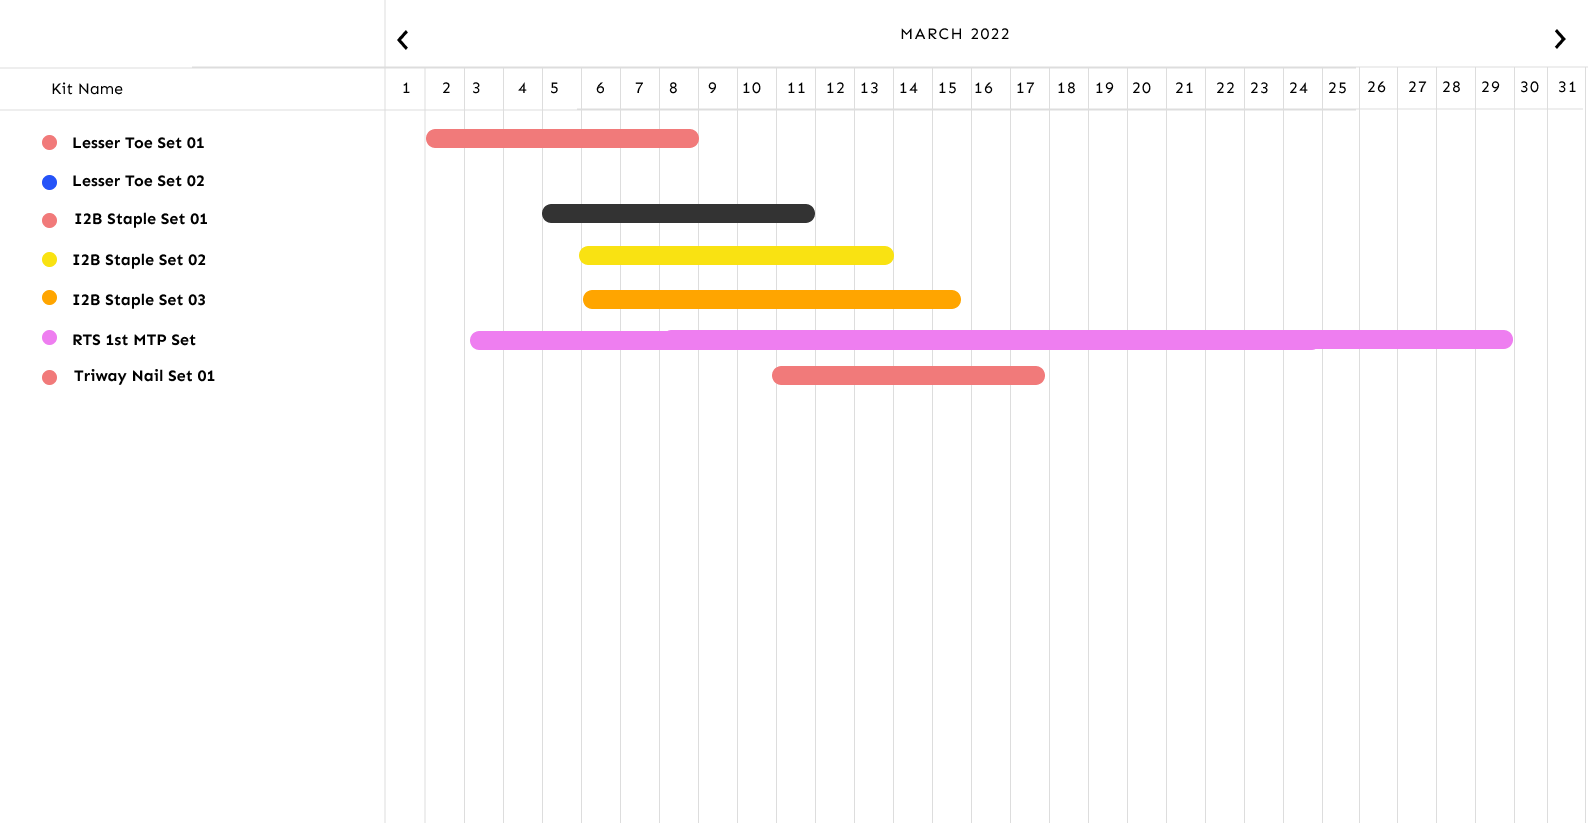 MARCH 2022
Kit Name 1 2 3 4 5 6 7 8 9 10 11 12 13 14 15 16 17 18 19 20 21 22 23 24 25 26 27 28 29 30 31
Lesser Toe Set 01
Lesser Toe Set 02
I2B Staple Set 01
I2B Staple Set 02
I2B Staple Set 03
RTS 1st MTP Set
Triway Nail Set 01